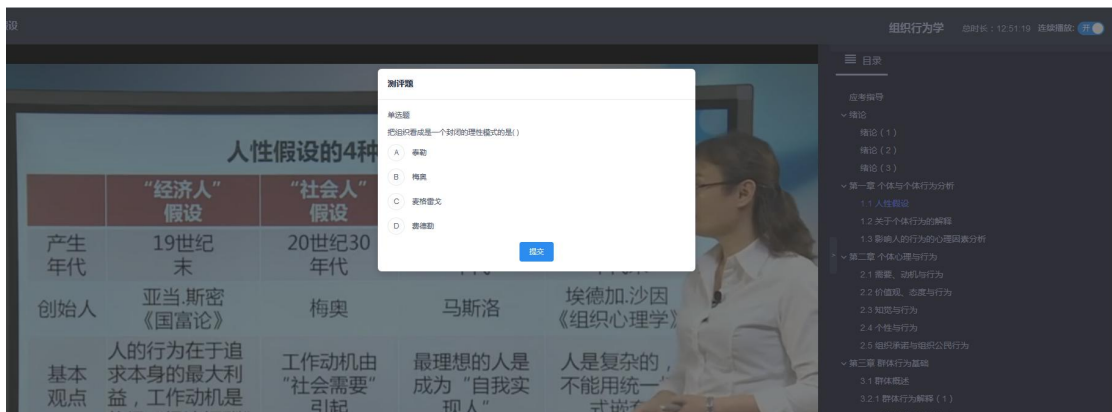 设
组织行为学 总时长：12:51:19 连续播放: 开
目录
应考指导
绪论
绪论（1）
绪论（2）
绪论（3）
第一章 个体与个体行为分析
1.1 人性假设
1.2 关于个体行为的解释
1.3 影响人的行为的心理因素分析
第二章 个体心理与行为
2.1 需要、动机与行为
2.2 价值观、态度与行为
2.3 知觉与行为
2.4 个性与行为
2.5 组织承诺与组织公民行为
第三章 群体行为基础
3.1 群体概述
3.2.1 群体行为解释（1）
测评题
单选题
把组织看成是一个封闭的理性模式的是( )
A 泰勒
B 梅奥
C 麦格雷戈
D 费德勒
提交
人性假设的4种
“经济人”假设 “社会人”假设
产生年代 19世纪末 20世纪30年代
创始人 亚当.斯密《国富论》 梅奥 马斯洛 埃德加.沙因《组织心理学》
基本观点 人的行为在于追求本身的最大利益，工作动机是 工作动机由“社会需要”引起 最理想的人是成为“自我实现人” 人是复杂的，不能用统一